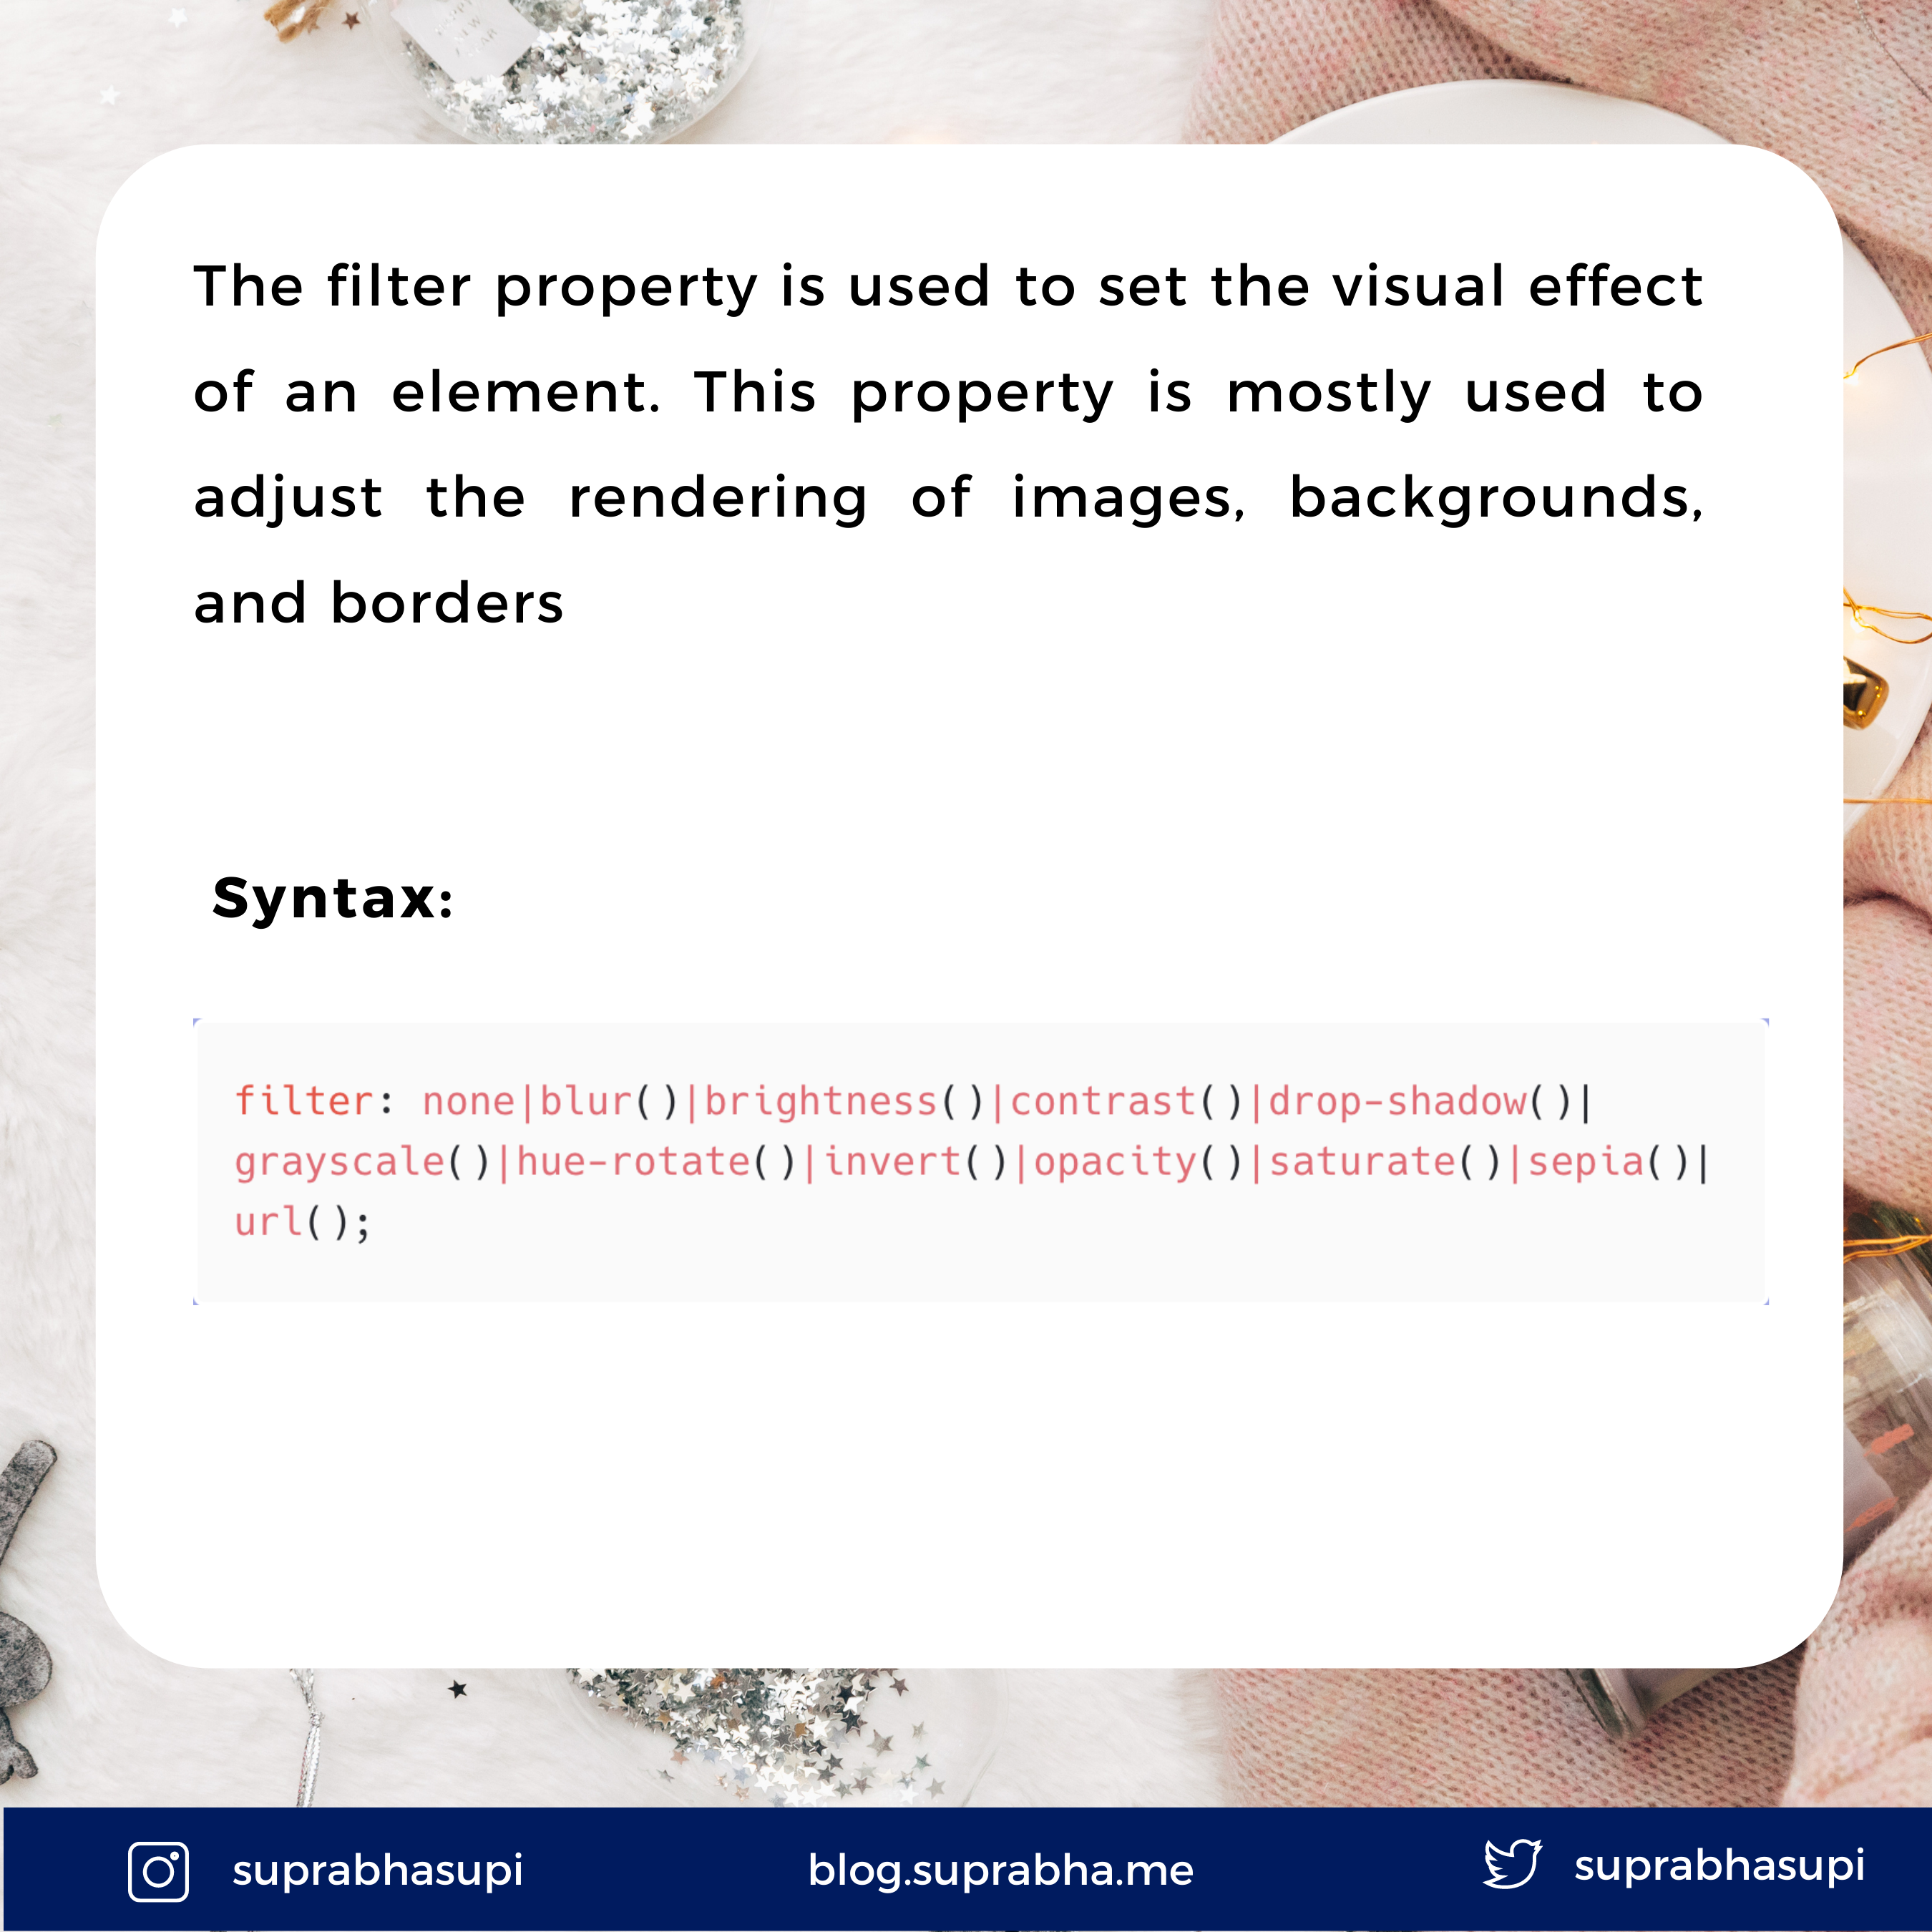 The filter property is used to set the visual effect
of an element. This property is mostly used to
adjust the rendering of images, backgrounds,
and borders
Syntax:
filter: none|blur()|brightness()|contrast()|drop-shadow()|
grayscale()|hue-rotate()|invert()|opacity()|saturate()|sepia()|
url();
suprabhasupi
blog.suprabha.me
suprabhasupi